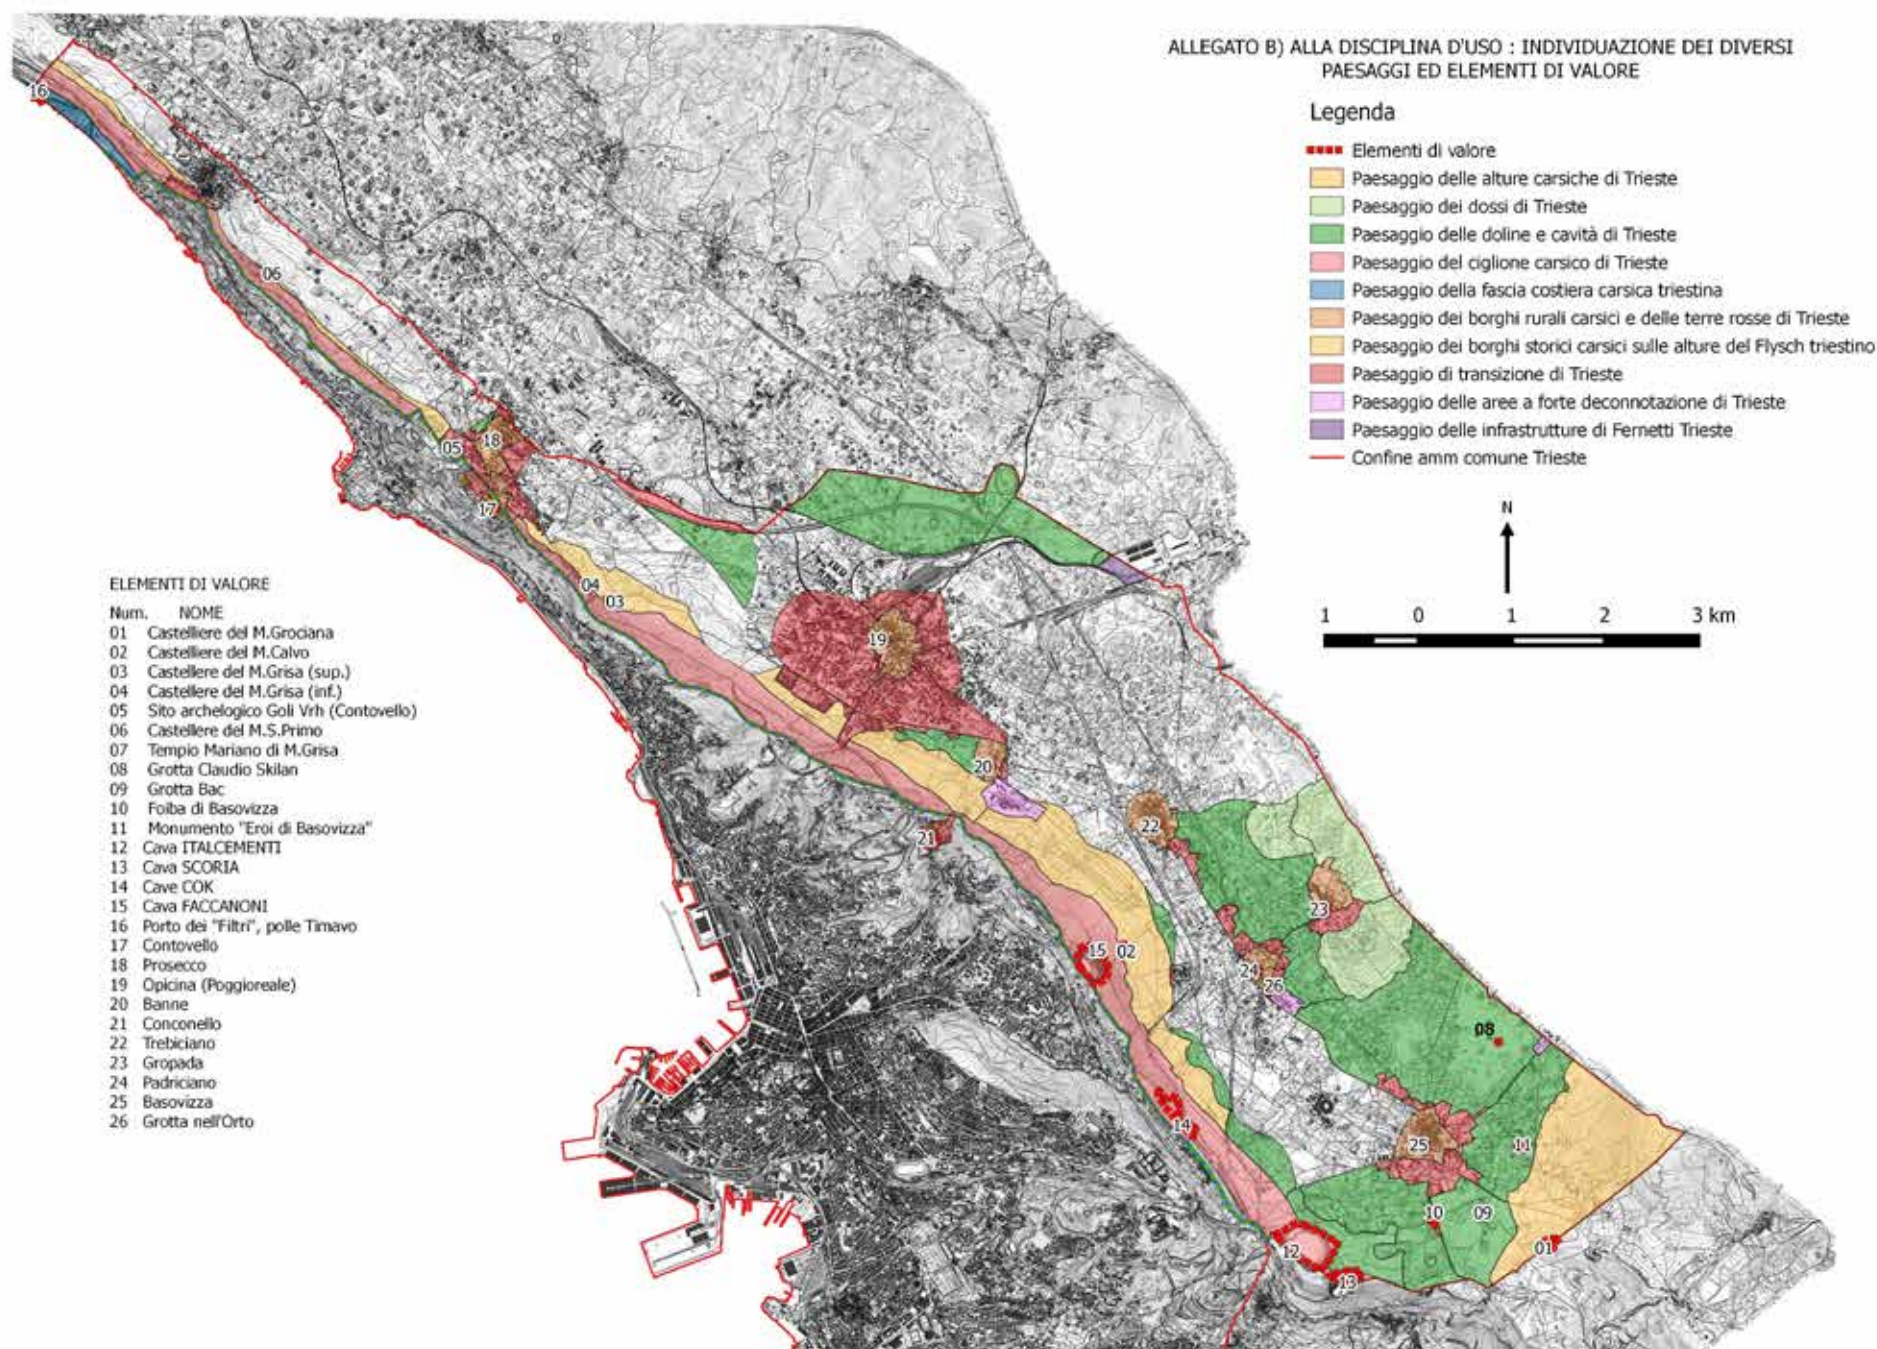 ALLEGATO B) ALLA DISCIPLINA D'USO : INDIVIDUAZIONE DEI DIVERSI
PAESAGGI ED ELEMENTI DI VALORE
Legenda
Elementi di valore
Paesaggio delle alture carsiche di Trieste
Paesaggio dei dossi di Trieste
Paesaggio delle doline e cavità di Trieste
Paesaggio del ciglione carsico di Trieste
Paesaggio della fascia costiera carsica triestina
Paesaggio dei borghi rurali carsici e delle terre rosse di Trieste
Paesaggio dei borghi storici carsici sulle alture del Flysch triestino
Paesaggio di transizione di Trieste
Paesaggio delle aree a forte deconnotazione di Trieste
Paesaggio delle infrastrutture di Fernetti Trieste
Confine amm comune Trieste
N
1 0 1 2 3 km
ELEMENTI DI VALORE
Num. NOME
01 Castelliere del M.Grociana
02 Castelliere del M.Calvo
03 Castellere del M.Grisa (sup.)
04 Castellere del M.Grisa (inf.)
05 Sito archelogico Goli Vrh (Contovello)
06 Castellere del M.S.Primo
07 Tempio Mariano di M.Grisa
08 Grotta Claudio Skilan
09 Grotta Bac
10 Foiba di Basovizza
11 Monumento "Eroi di Basovizza"
12 Cava ITALCEMENTI
13 Cava SCORIA
14 Cave COK
15 Cava FACCANONI
16 Porto dei "Filtri", polle Timavo
17 Contovello
18 Prosecco
19 Opicina (Poggioreale)
20 Banne
21 Conconello
22 Trebiciano
23 Gropada
24 Padriciano
25 Basovizza
26 Grotta nell'Orto
16
06
18
05
17
04
03
19
20
21
22
23
15
02
24
26
08
14
25
11
10
09
12
01
13